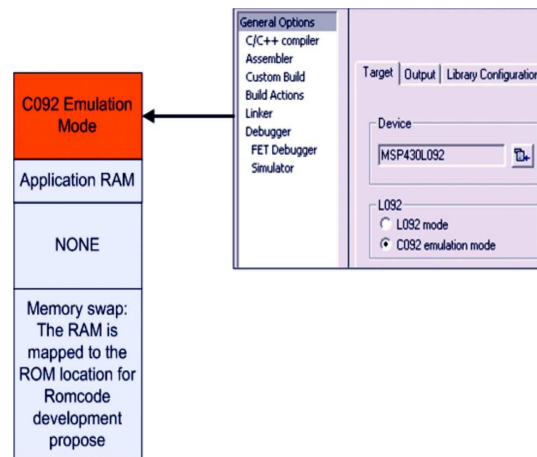 C092 Emulation
Mode
Application RAM
NONE
Memory swap:
The RAM is
mapped to the
ROM location for
Romcode
development
propose
General Options
C/C++ compiler
Assembler
Custom Build
Build Actions
Linker
Debugger
FET Debugger
Simulator
Target Output Library Configuration
Device
MSP430L092
L092
L092 mode
C092 emulation mode